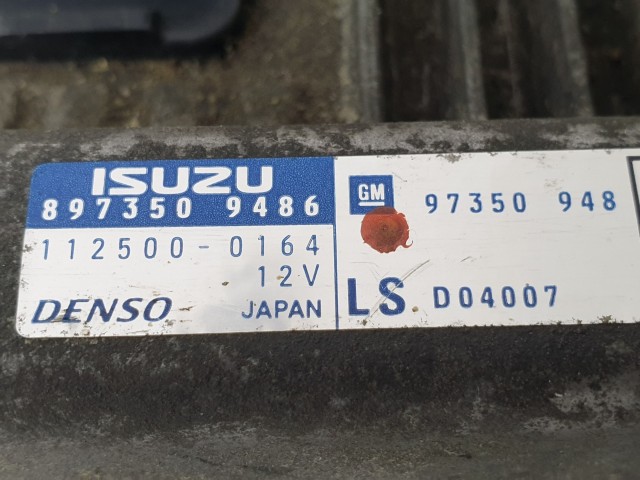 ISUZU
897350 9486
112500-0164
12V
DENSO JAPAN
GM 97350 948
LS D04007